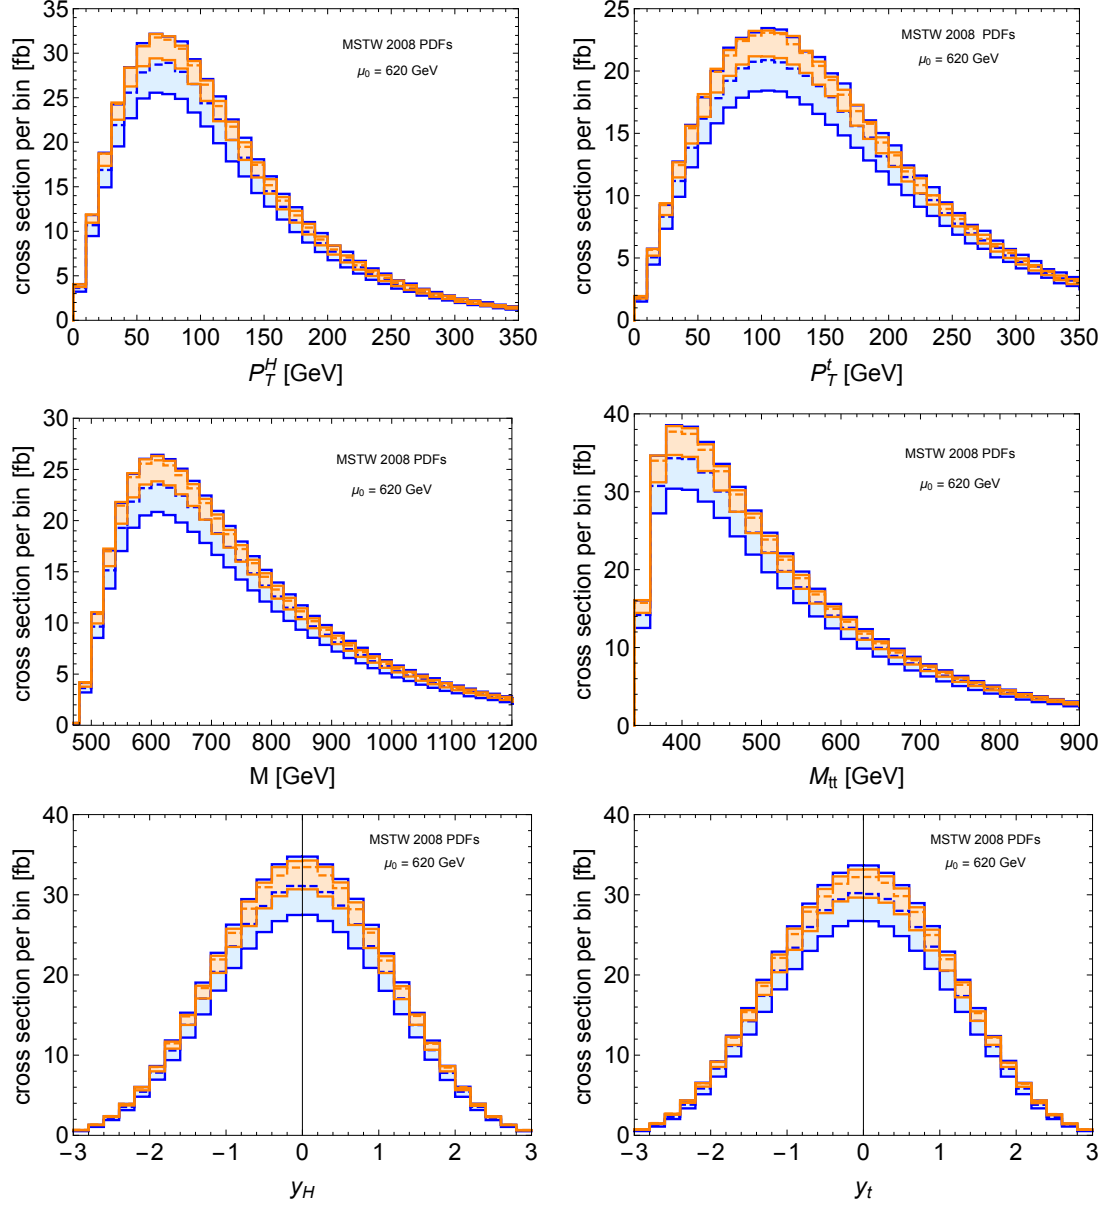 35
30
25
20
15
10
5
0
cross section per bin [fb]
MSTW 2008 PDFs
μ0 = 620 GeV
0 50 100 150 200 250 300 350
P_T^H [GeV]
25
20
15
10
5
0
cross section per bin [fb]
MSTW 2008 PDFs
μ0 = 620 GeV
0 50 100 150 200 250 300 350
P_T^t [GeV]
30
25
20
15
10
5
0
cross section per bin [fb]
MSTW 2008 PDFs
μ0 = 620 GeV
500 600 700 800 900 1000 1100 1200
M [GeV]
40
30
20
10
0
cross section per bin [fb]
MSTW 2008 PDFs
μ0 = 620 GeV
400 500 600 700 800 900
M_tt [GeV]
40
30
20
10
0
cross section per bin [fb]
MSTW 2008 PDFs
μ0 = 620 GeV
−3 −2 −1 0 1 2 3
y_H
40
30
20
10
0
cross section per bin [fb]
MSTW 2008 PDFs
μ0 = 620 GeV
−3 −2 −1 0 1 2 3
y_t